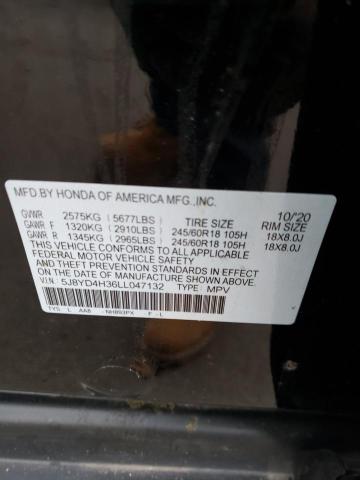 MFD.BY HONDA OF AMERICA MFG.,INC. 10/'20
GVWR 2575KG (5677LBS) TIRE SIZE RIM SIZE
GAWR F 1320KG (2910LBS) 245/60R18 105H 18X8.0J
GAWR R 1345KG (2965LBS) 245/60R18 105H 18X8.0J
THIS VEHICLE CONFORMS TO ALL APPLICABLE
FEDERAL MOTOR VEHICLE SAFETY
AND THEFT PREVENTION STANDARDS IN EFFECT
ON THE DATE OF MANUFACTURE SHOWN ABOVE.
V.I.N: 5J8YD4H36LL047132 TYPE: MPV
TYS L AA8 -NH893PX F -L